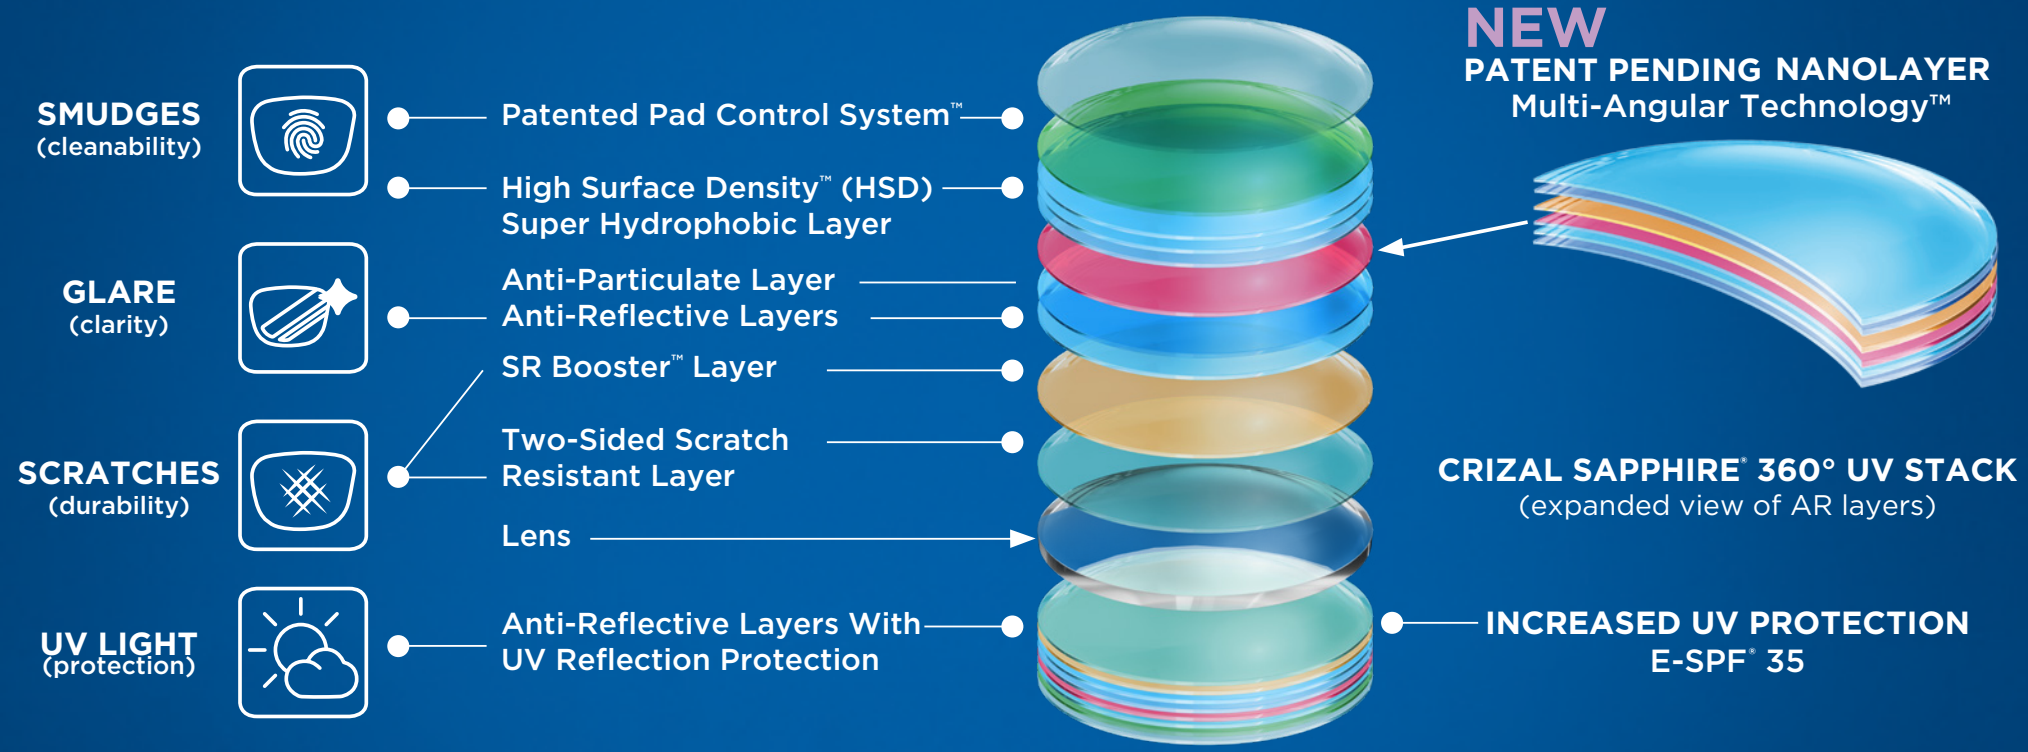 NEW
PATENT PENDING NANOLAYER
Multi-Angular Technology™
SMUDGES
(cleanability)
Patented Pad Control System™
High Surface Density™ (HSD)
Super Hydrophobic Layer
GLARE
(clarity)
Anti-Particulate Layer
Anti-Reflective Layers
SR Booster™ Layer
SCRATCHES
(durability)
Two-Sided Scratch
Resistant Layer
Lens
CRIZAL SAPPHIRE® 360° UV STACK
(expanded view of AR layers)
UV LIGHT
(protection)
Anti-Reflective Layers With
UV Reflection Protection
INCREASED UV PROTECTION
E-SPF® 35